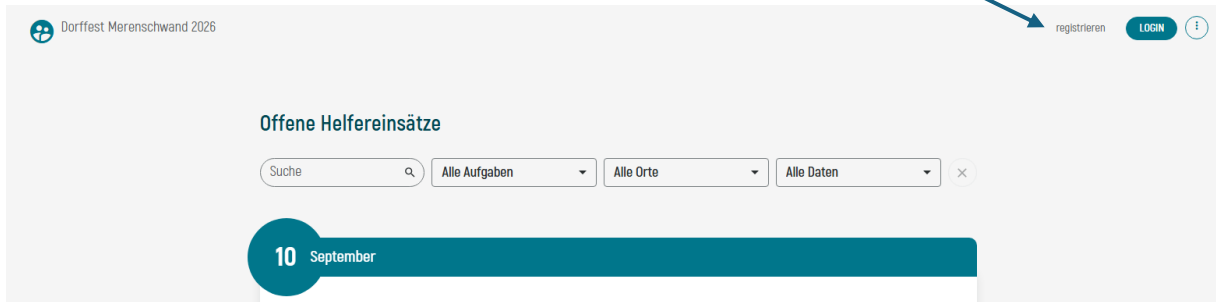 Dorffest Merenschwand 2026
registrieren
LOGIN
Offene Helfereinsätze
Suche
Alle Aufgaben
Alle Orte
Alle Daten
10 September